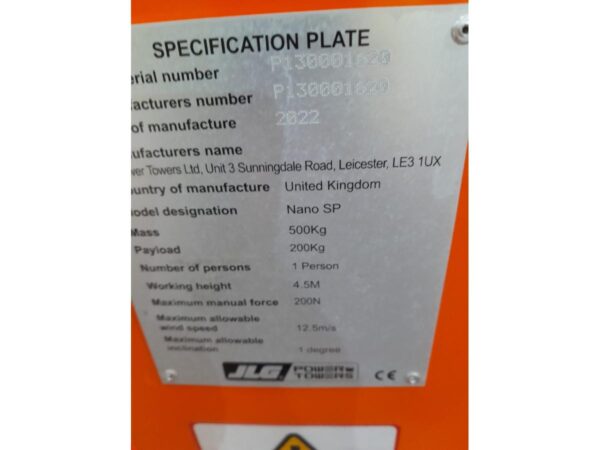 SPECIFICATION PLATE
erial number P130001620
acturers number P130001620
of manufacture 2022
ufacturers name
wer Towers Ltd, Unit 3 Sunningdale Road, Leicester, LE3 1UX
ountry of manufacture United Kingdom
odel designation Nano SP
Mass 500Kg
Payload 200Kg
Number of persons 1 Person
Working height 4.5M
Maximum manual force 200N
Maximum allowable
wind speed 12.5m/s
Maximum allowable
inclination 1 degree
JLG POWER TOWERS CE